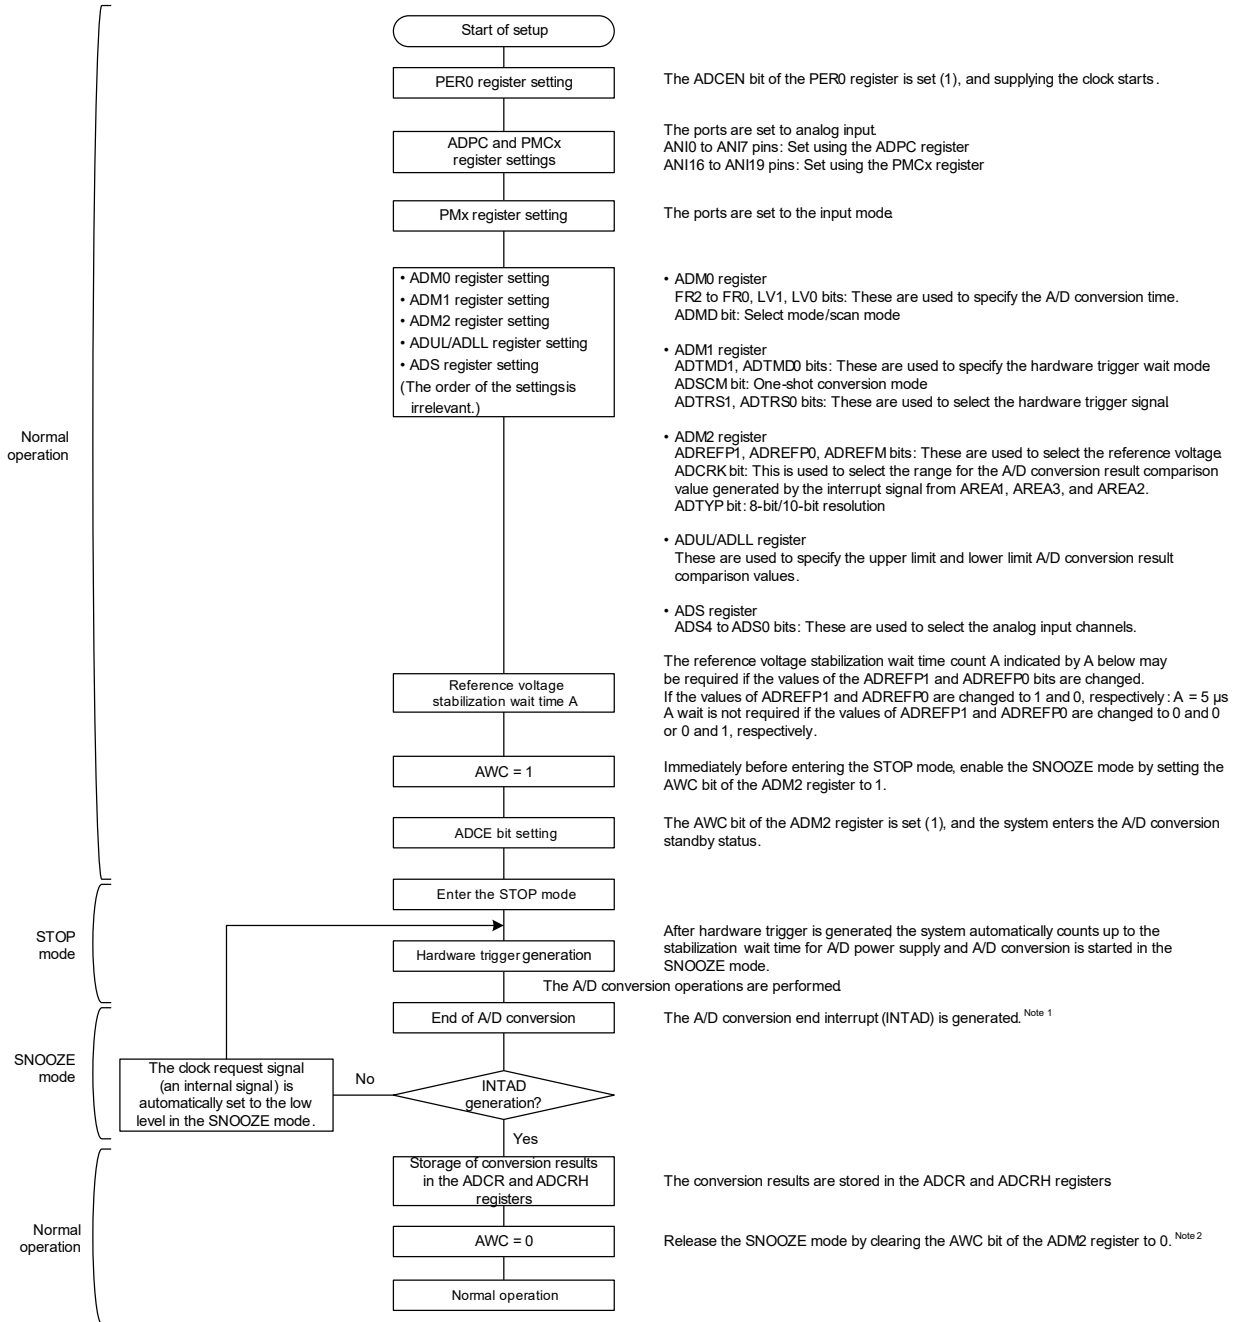 Start of setup
PER0 register setting
The ADCEN bit of the PER0 register is set (1), and supplying the clock starts.
ADPC and PMCx
register settings
The ports are set to analog input.
ANI0 to ANI7 pins: Set using the ADPC register
ANI16 to ANI19 pins: Set using the PMCx register
PMx register setting
The ports are set to the input mode.
• ADM0 register setting
• ADM1 register setting
• ADM2 register setting
• ADUL/ADLL register setting
• ADS register setting
(The order of the settings is
irrelevant.)
• ADM0 register
FR2 to FR0, LV1, LV0 bits: These are used to specify the A/D conversion time.
ADMD bit: Select mode/scan mode
• ADM1 register
ADTMD1, ADTMD0 bits: These are used to specify the hardware trigger wait mode.
ADSCM bit: One-shot conversion mode
ADTRS1, ADTRS0 bits: These are used to select the hardware trigger signal.
• ADM2 register
ADREFP1, ADREFP0, ADREFM bits: These are used to select the reference voltage.
ADCRK bit: This is used to select the range for the A/D conversion result comparison
value generated by the interrupt signal from AREA1, AREA3, and AREA2.
ADTYP bit: 8-bit/10-bit resolution
• ADUL/ADLL register
These are used to specify the upper limit and lower limit A/D conversion result
comparison values.
• ADS register
ADS4 to ADS0 bits: These are used to select the analog input channels.
Normal
operation
Reference voltage
stabilization wait time A
The reference voltage stabilization wait time count A indicated by A below may
be required if the values of the ADREFP1 and ADREFP0 bits are changed.
If the values of ADREFP1 and ADREFP0 are changed to 1 and 0, respectively: A = 5 µs
A wait is not required if the values of ADREFP1 and ADREFP0 are changed to 0 and 0
or 0 and 1, respectively.
AWC = 1
Immediately before entering the STOP mode, enable the SNOOZE mode by setting the
AWC bit of the ADM2 register to 1.
ADCE bit setting
The AWC bit of the ADM2 register is set (1), and the system enters the A/D conversion
standby status.
Enter the STOP mode
STOP
mode
Hardware trigger generation
After hardware trigger is generated, the system automatically counts up to the
stabilization wait time for A/D power supply and A/D conversion is started in the
SNOOZE mode.
The A/D conversion operations are performed.
End of A/D conversion
The A/D conversion end interrupt (INTAD) is generated. Note 1
SNOOZE
mode
The clock request signal
(an internal signal) is
automatically set to the low
level in the SNOOZE mode.
No
INTAD
generation?
Yes
Storage of conversion results
in the ADCR and ADCRH
registers
The conversion results are stored in the ADCR and ADCRH registers
Normal
operation
AWC = 0
Release the SNOOZE mode by clearing the AWC bit of the ADM2 register to 0. Note 2
Normal operation